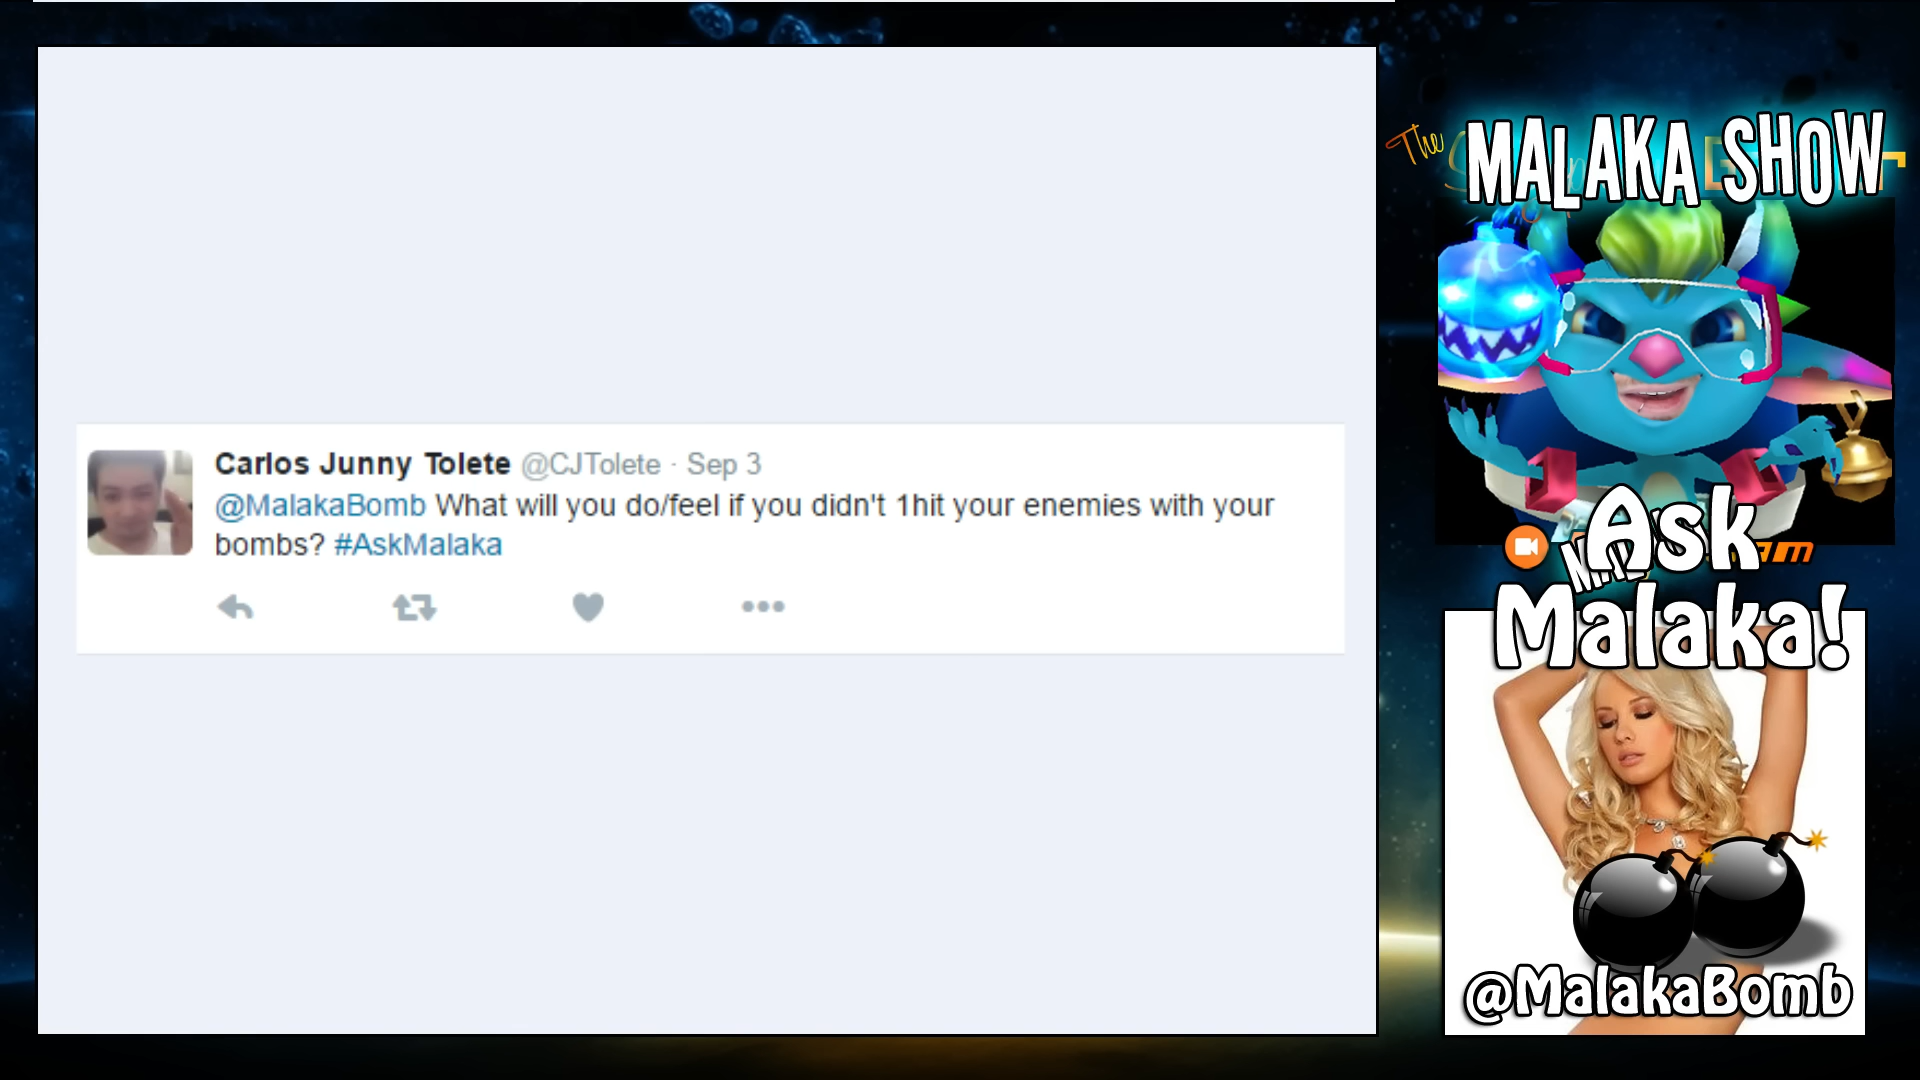 Carlos Junny Tolete @CJTolete · Sep 3
@MalakaBomb What will you do/feel if you didn't 1hit your enemies with your
bombs? #AskMalaka
The
MALAKA SHOW
Ask
Malaka!
@MalakaBomb